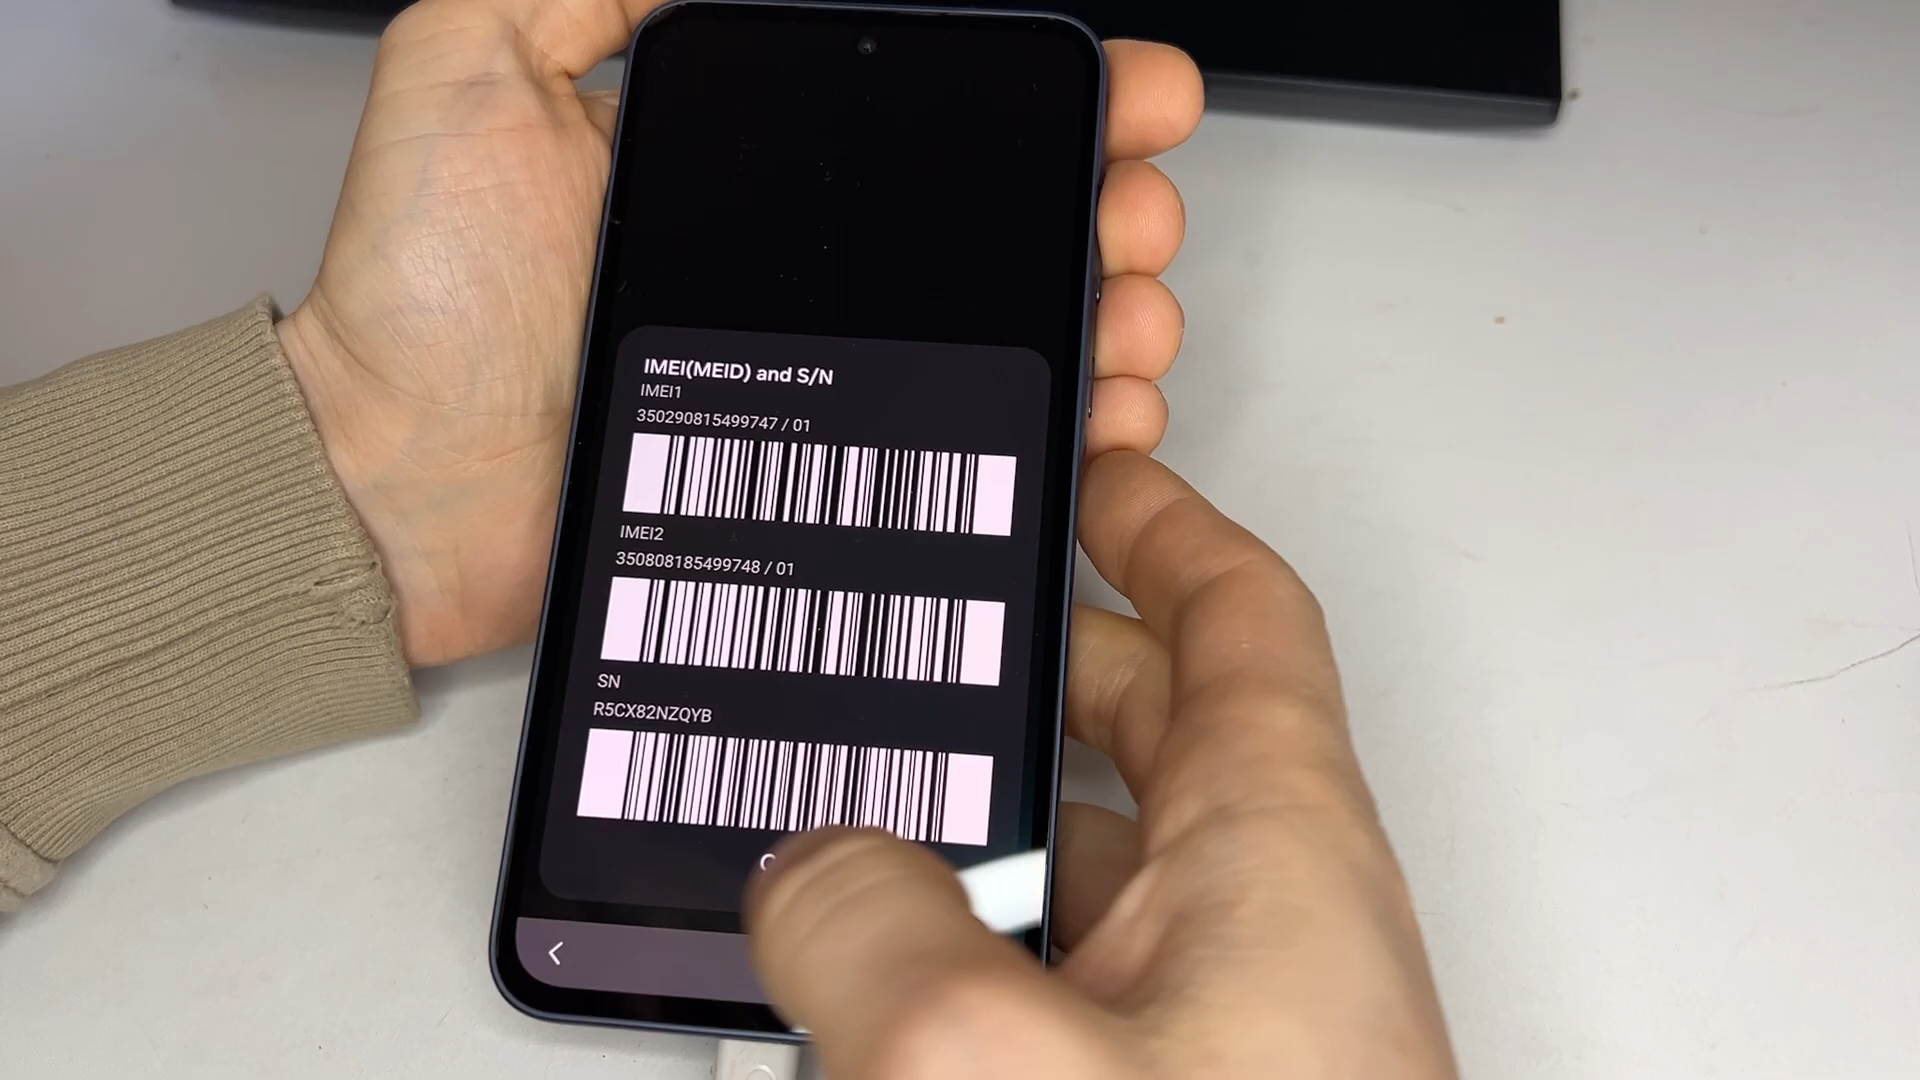 IMEI(MEID) and S/N
IMEI1
350290815499747 / 01
IMEI2
350808185499748 / 01
SN
R5CX82NZQYB